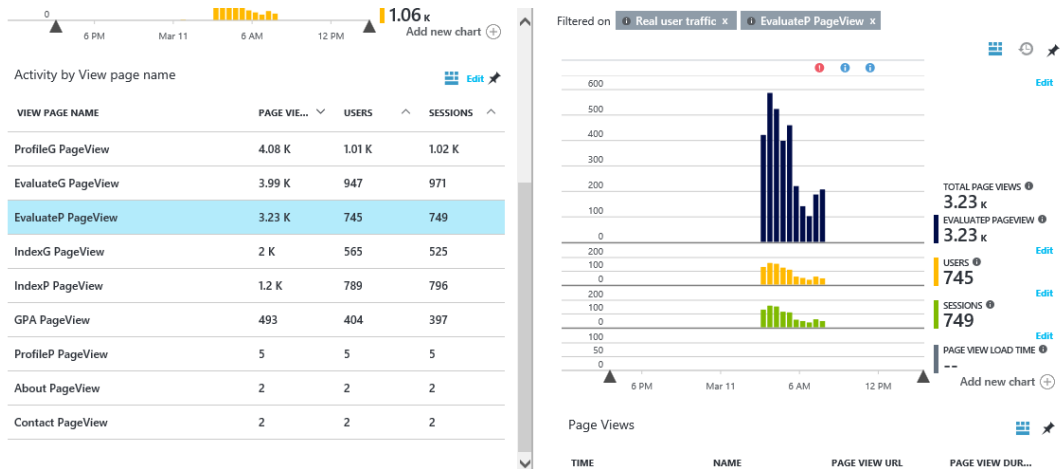 0
1.06 K
6 PM Mar 11 6 AM 12 PM
Add new chart
Activity by View page name
Edit
VIEW PAGE NAME PAGE VIE... USERS SESSIONS
ProfileG PageView 4.08 K 1.01 K 1.02 K
EvaluateG PageView 3.99 K 947 971
EvaluateP PageView 3.23 K 745 749
IndexG PageView 2 K 565 525
IndexP PageView 1.2 K 789 796
GPA PageView 493 404 397
ProfileP PageView 5 5 5
About PageView 2 2 2
Contact PageView 2 2 2
Filtered on Real user traffic x EvaluateP PageView x
Edit
600
500
400
300
200
100
0
TOTAL PAGE VIEWS
3.23 K
EVALUATEP PAGEVIEW
3.23 K
Edit
200
100
0
USERS
745
Edit
200
100
0
SESSIONS
749
Edit
100
50
0
PAGE VIEW LOAD TIME
--
6 PM Mar 11 6 AM 12 PM
Add new chart
Page Views
TIME NAME PAGE VIEW URL PAGE VIEW DUR...